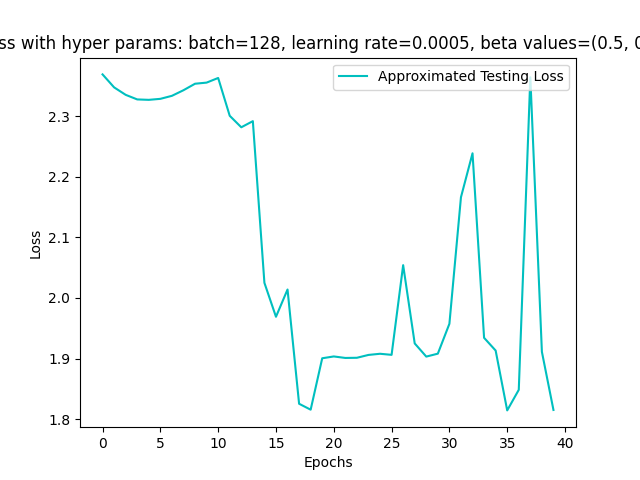 ss with hyper params: batch=128, learning rate=0.0005, beta values=(0.5, 0
Approximated Testing Loss
Loss
2.3
2.2
2.1
2.0
1.9
1.8
0 5 10 15 20 25 30 35 40
Epochs